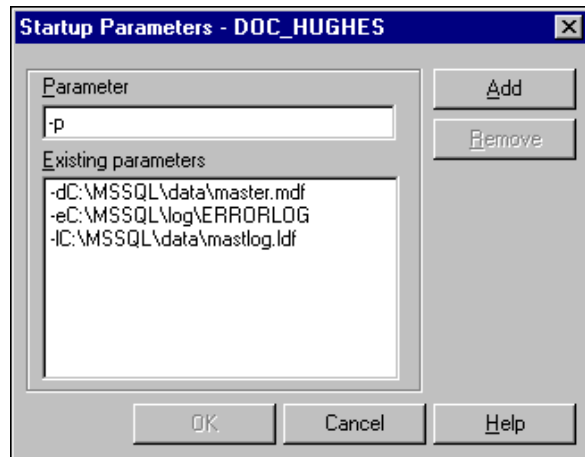 Startup Parameters - DOC_HUGHES
Parameter
Add
-p
Remove
Existing parameters
-dC:\MSSQL\data\master.mdf
-eC:\MSSQL\log\ERRORLOG
-lC:\MSSQL\data\mastlog.ldf
OK
Cancel
Help